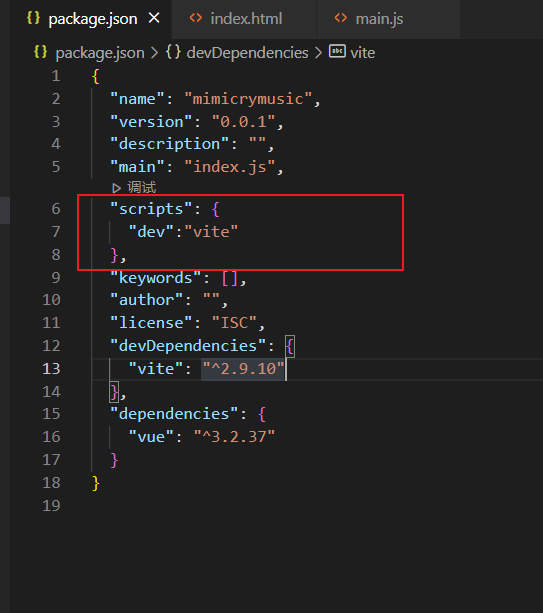 package.json index.html main.js
package.json > {} devDependencies > abc vite
1 {
2 "name": "mimicrymusic",
3 "version": "0.0.1",
4 "description": "",
5 "main": "index.js",
调试
6 "scripts": {
7 "dev":"vite"
8 },
9 "keywords": [],
10 "author": "",
11 "license": "ISC",
12 "devDependencies": {
13 "vite": "^2.9.10"
14 },
15 "dependencies": {
16 "vue": "^3.2.37"
17 }
18 }
19